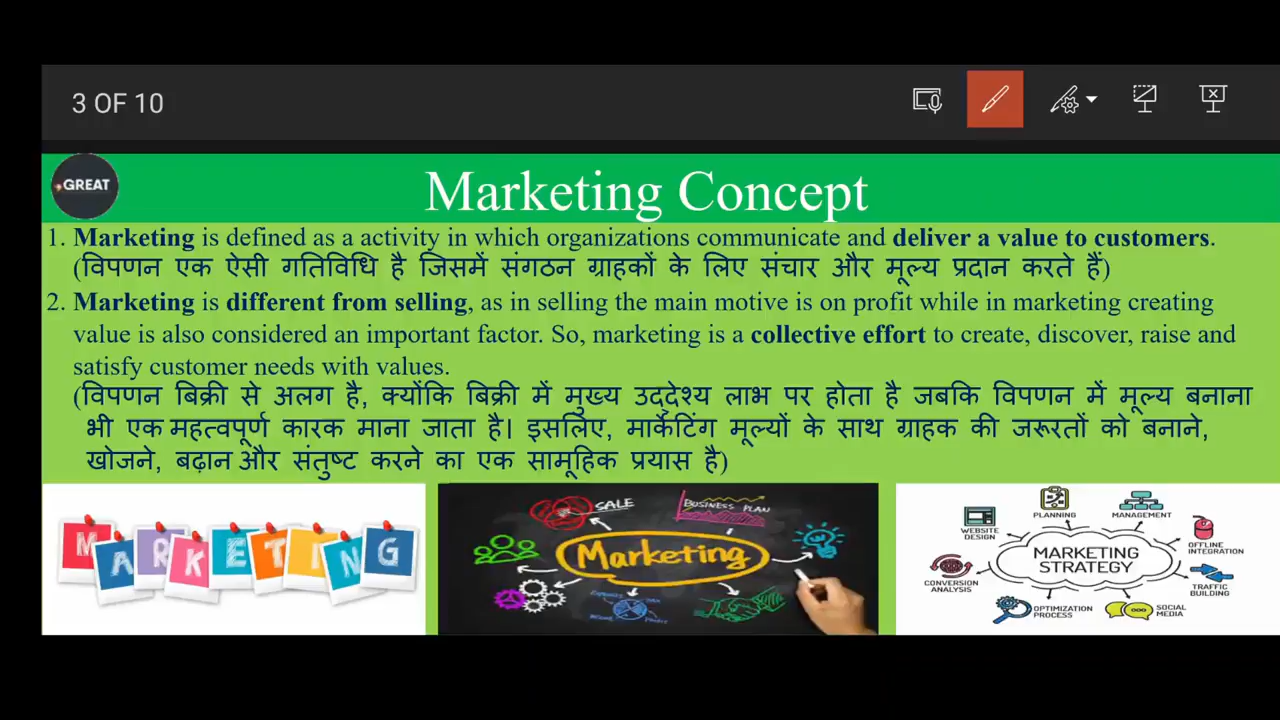 3 OF 10
GREAT
Marketing Concept
1. Marketing is defined as a activity in which organizations communicate and deliver a value to customers.
(विपणन एक ऐसी गतिविधि है जिसमें संगठन ग्राहकों के लिए संचार और मूल्य प्रदान करते हैं)
2. Marketing is different from selling, as in selling the main motive is on profit while in marketing creating
value is also considered an important factor. So, marketing is a collective effort to create, discover, raise and
satisfy customer needs with values.
(विपणन बिक्री से अलग है, क्योंकि बिक्री में मुख्य उद्देश्य लाभ पर होता है जबकि विपणन में मूल्य बनाना
भी एक महत्वपूर्ण कारक माना जाता है। इसलिए, मार्केटिंग मूल्यों के साथ ग्राहक की जरूरतों को बनाने,
खोजने, बढ़ान और संतुष्ट करने का एक सामूहिक प्रयास है)
MARKETING
SALE
BUSINESS PLAN
Marketing
PLANNING
MANAGEMENT
WEBSITE
DESIGN
OFFLINE
INTEGRATION
MARKETING
STRATEGY
CONVERSION
ANALYSIS
TRAFFIC
BUILDING
OPTIMIZATION
PROCESS
SOCIAL
MEDIA